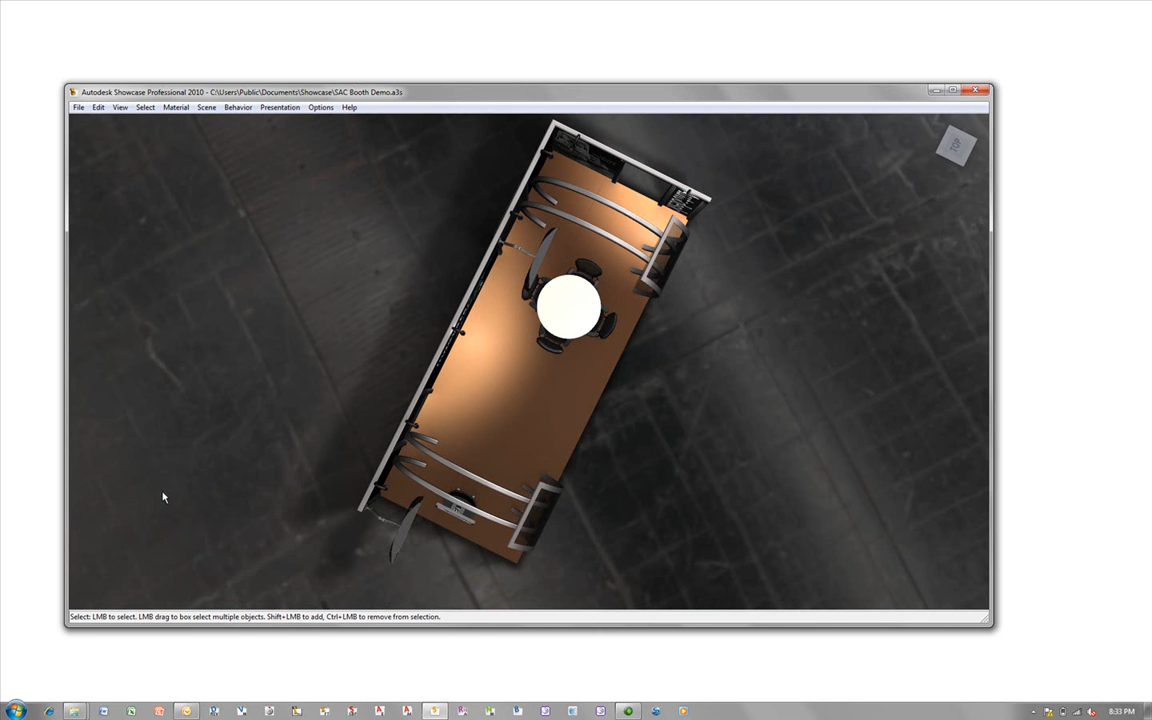 Autodesk Showcase Professional 2010 - C:\Users\Public\Documents\Showcase\SAC Booth Demo.a3s
File Edit View Select Material Scene Behavior Presentation Options Help
TOP
Select: LMB to select. LMB drag to box select multiple objects. Shift+LMB to add, Ctrl+LMB to remove from selection.
8:33 PM